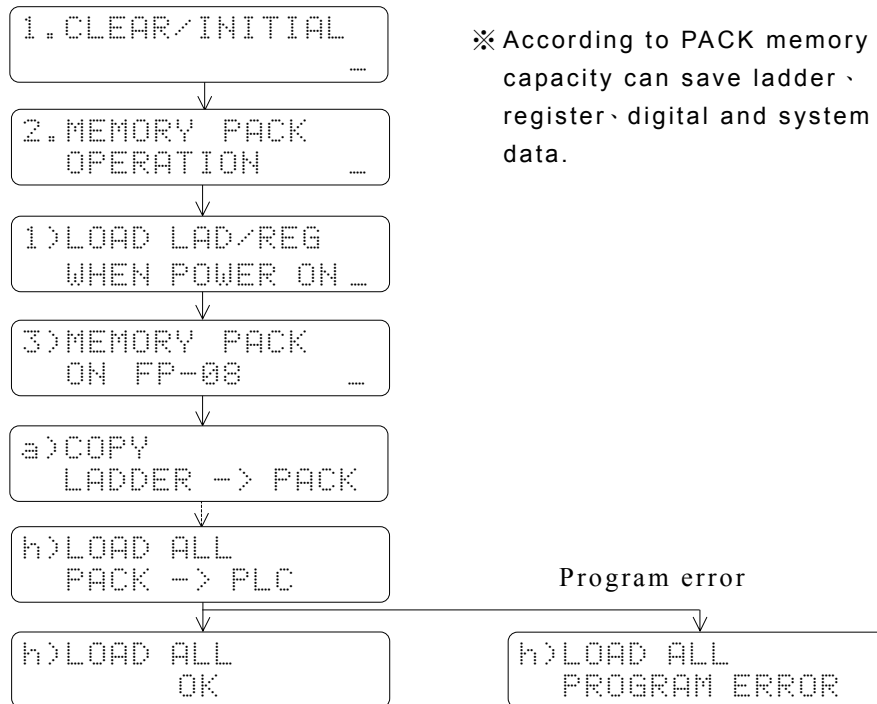 1.CLEAR/INITIAL
※ According to PACK memory
capacity can save ladder、
register、digital and system
data.
2.MEMORY PACK
OPERATION
1)LOAD LAD/REG
WHEN POWER ON
3)MEMORY PACK
ON FP-08
a)COPY
LADDER -> PACK
h)LOAD ALL
PACK -> PLC
Program error
h)LOAD ALL
OK
h)LOAD ALL
PROGRAM ERROR